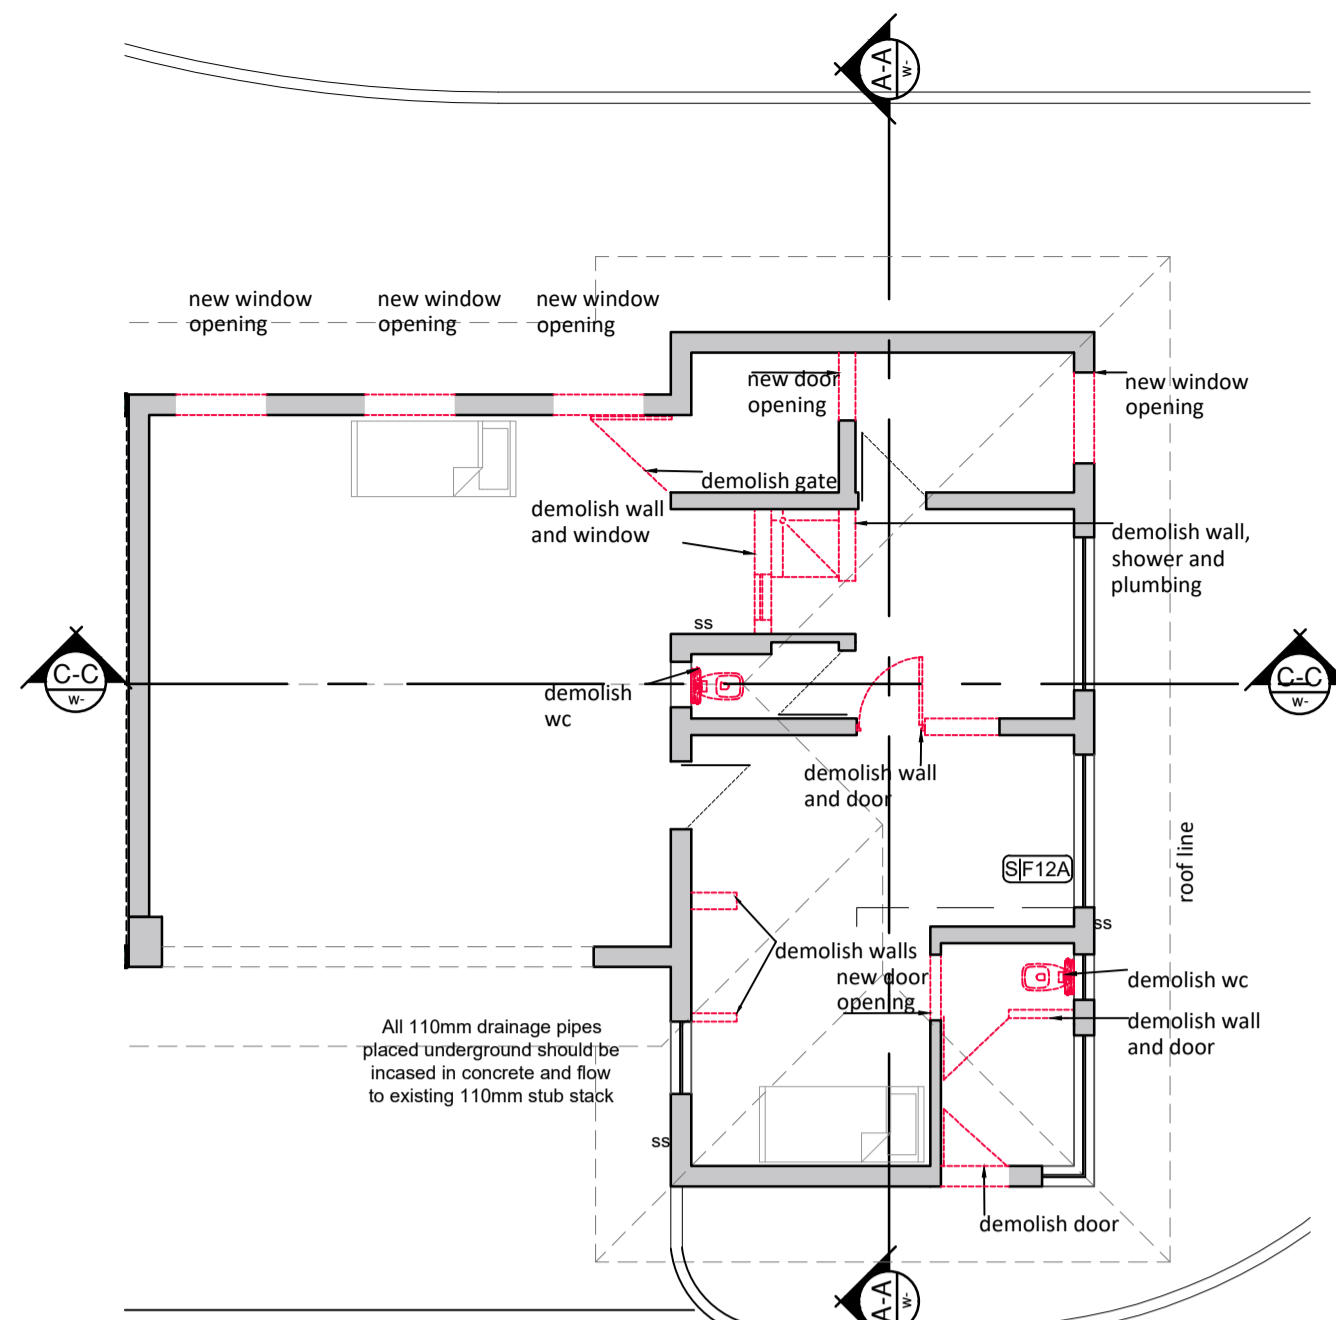 A-A
w-
new window
opening
new window
opening
new window
opening
new door
opening
new window
opening
demolish gate
demolish wall
and window
demolish wall,
shower and
plumbing
ss
C-C
w-
demolish
wc
C-C
w-
demolish wall
and door
roof line
S|F12A
ss
demolish walls
new door
opening
demolish wc
demolish wall
and door
All 110mm drainage pipes
placed underground should be
incased in concrete and flow
to existing 110mm stub stack
ss
demolish door
A-A
w-